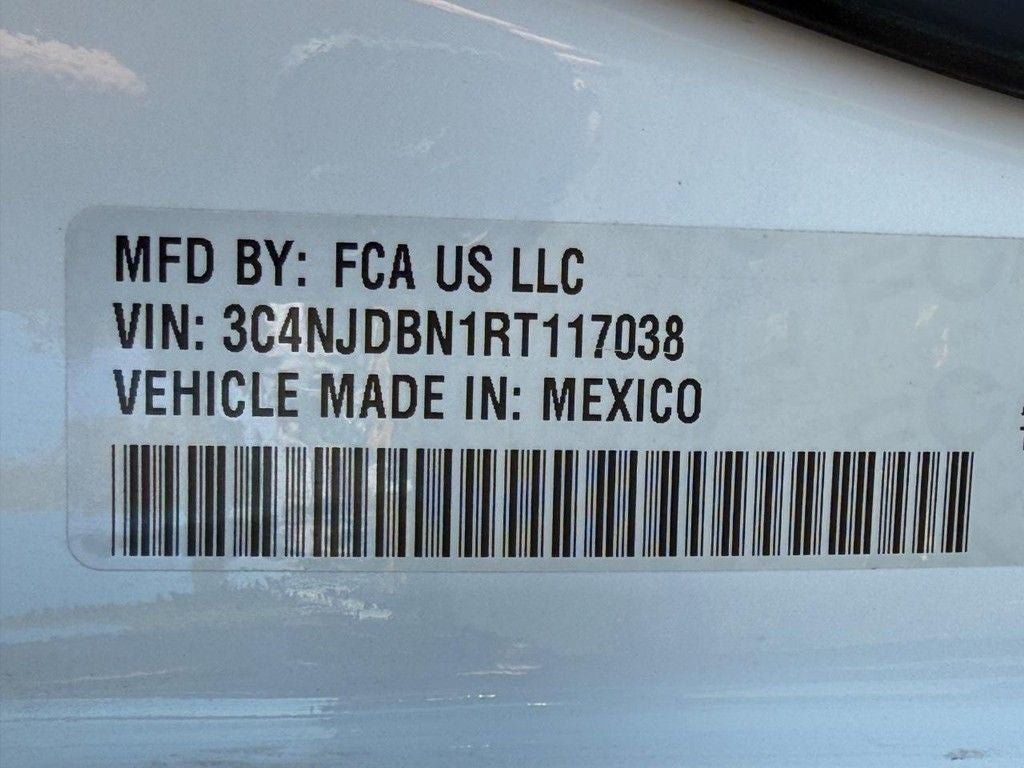 MFD BY: FCA US LLC
VIN: 3C4NJDBN1RT117038
VEHICLE MADE IN: MEXICO